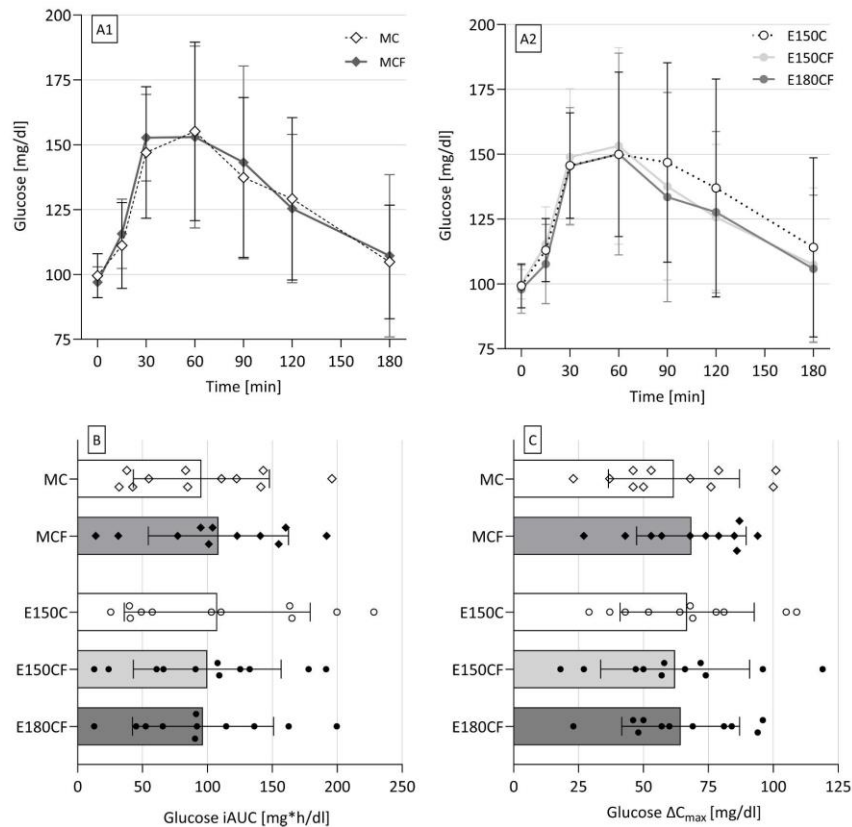 A1
MC
MCF
200
175
150
125
100
75
Glucose [mg/dl]
0 30 60 90 120 150 180
Time [min]
A2
E150C
E150CF
E180CF
200
175
150
125
100
75
Glucose [mg/dl]
0 30 60 90 120 150 180
Time [min]
B
MC
MCF
E150C
E150CF
E180CF
0 50 100 150 200 250
Glucose iAUC [mg*h/dl]
C
MC
MCF
E150C
E150CF
E180CF
0 25 50 75 100 125
Glucose ΔCmax [mg/dl]